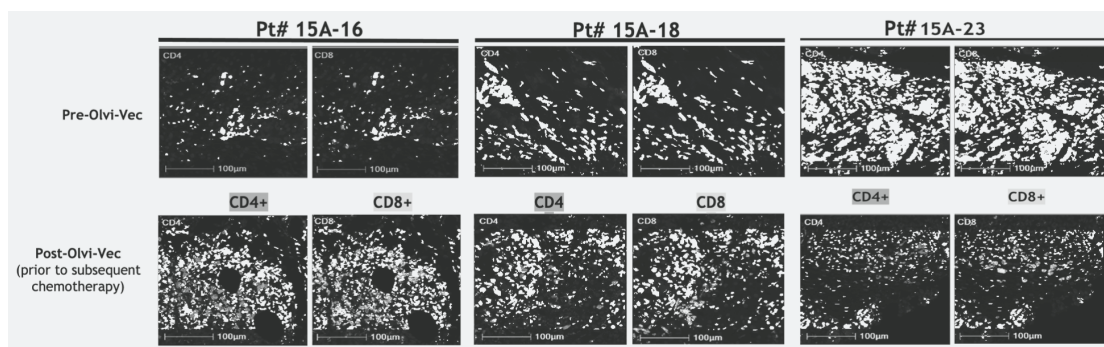 Pt# 15A-16
Pt# 15A-18
Pt# 15A-23
Pre-Olvi-Vec
CD4
CD8
CD4
CD8
CD4
CD8
100μm
100μm
100μm
100μm
100μm
100μm
CD4+
CD8+
CD4
CD8
CD4+
CD8+
Post-Olvi-Vec
(prior to subsequent
chemotherapy)
CD4
CD8
CD4
CD8
CD4
CD8
100μm
100μm
100μm
100μm
100μm
100μm